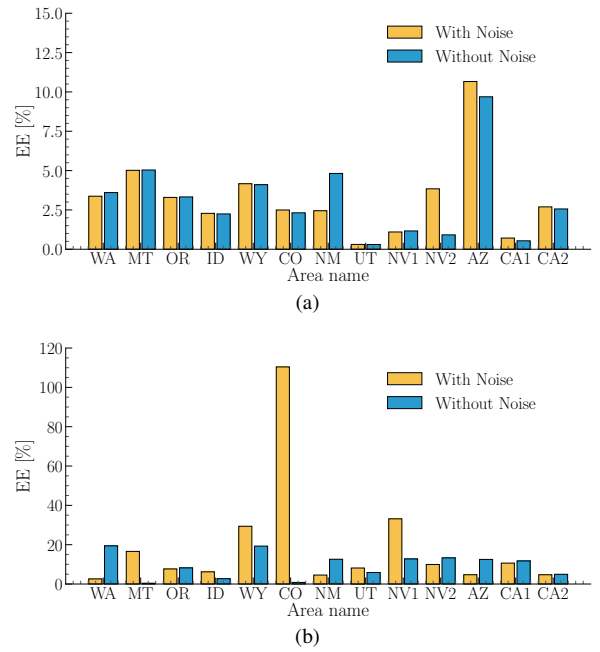 15.0
12.5
10.0
7.5
5.0
2.5
0.0
EE [%]
With Noise
Without Noise
WA MT OR ID WY CO NM UT NV1 NV2 AZ CA1 CA2
Area name
(a)
120
100
80
60
40
20
0
EE [%]
With Noise
Without Noise
WA MT OR ID WY CO NM UT NV1 NV2 AZ CA1 CA2
Area name
(b)